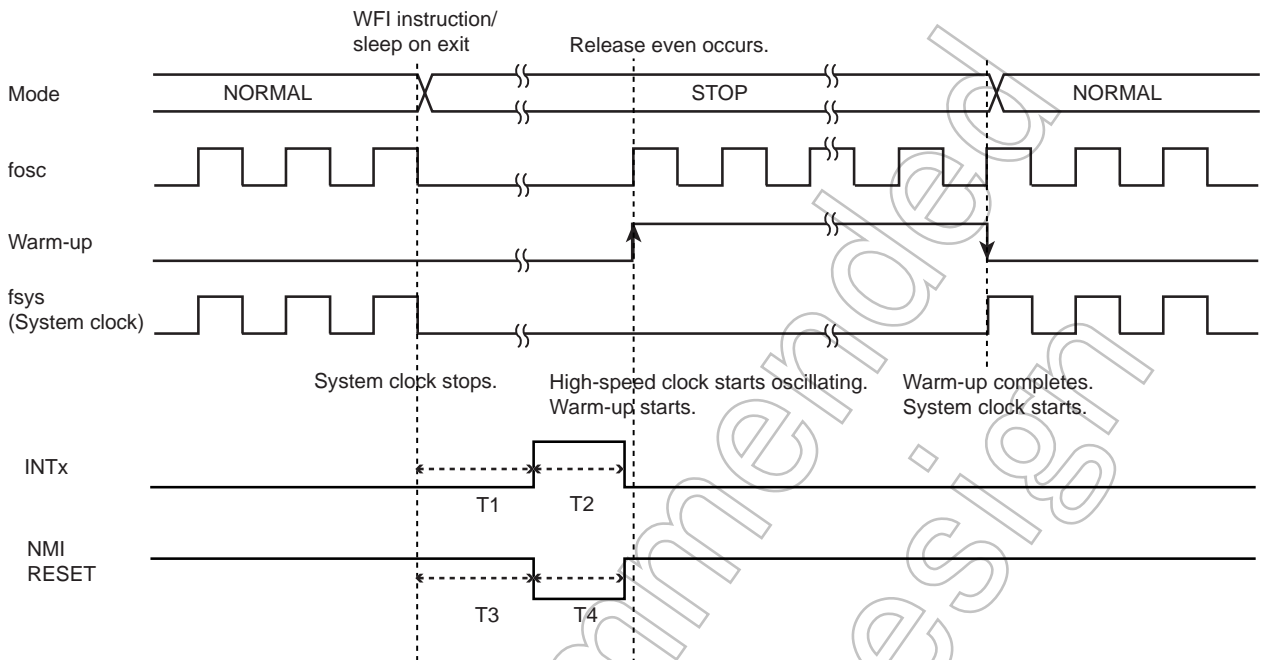 WFI instruction/
sleep on exit
Release even occurs.
Mode
NORMAL
STOP
NORMAL
fosc
Warm-up
fsys
(System clock)
System clock stops.
High-speed clock starts oscillating.
Warm-up starts.
Warm-up completes.
System clock starts.
INTx
T1
T2
NMI
RESET
T3
T4
mmended
esign